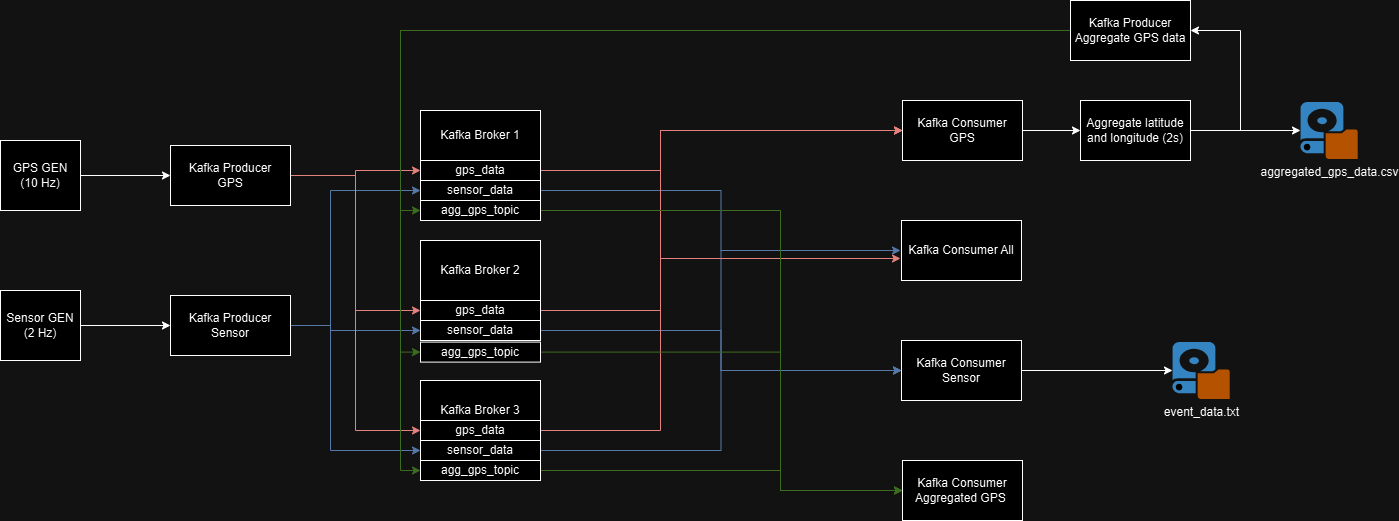 Kafka Producer
Aggregate GPS data
GPS GEN
(10 Hz)
Kafka Producer
GPS
Kafka Broker 1
gps_data
sensor_data
agg_gps_topic
Kafka Consumer
GPS
Aggregate latitude
and longitude (2s)
aggregated_gps_data.csv
Kafka Broker 2
gps_data
sensor_data
agg_gps_topic
Kafka Consumer All
Sensor GEN
(2 Hz)
Kafka Producer
Sensor
Kafka Broker 3
gps_data
sensor_data
agg_gps_topic
Kafka Consumer
Sensor
event_data.txt
Kafka Consumer
Aggregated GPS